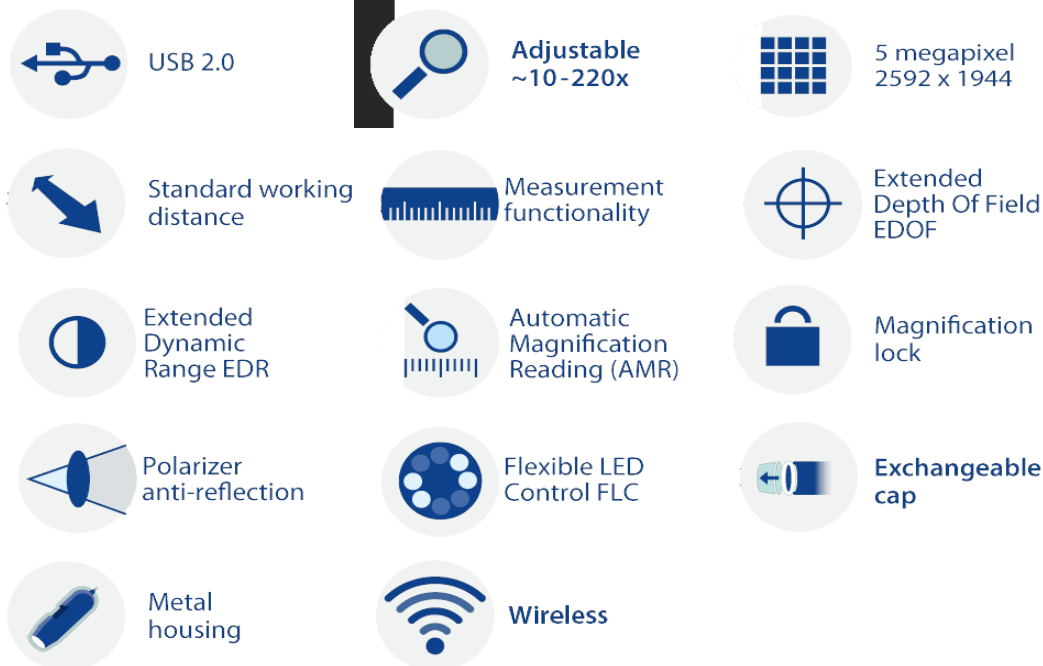 USB 2.0
Adjustable
~10-220x
5 megapixel
2592 x 1944
Standard working
distance
Measurement
functionality
Extended
Depth Of Field
EDOF
Extended
Dynamic
Range EDR
Automatic
Magnification
Reading (AMR)
Magnification
lock
Polarizer
anti-reflection
Flexible LED
Control FLC
Exchangeable
cap
Metal
housing
Wireless